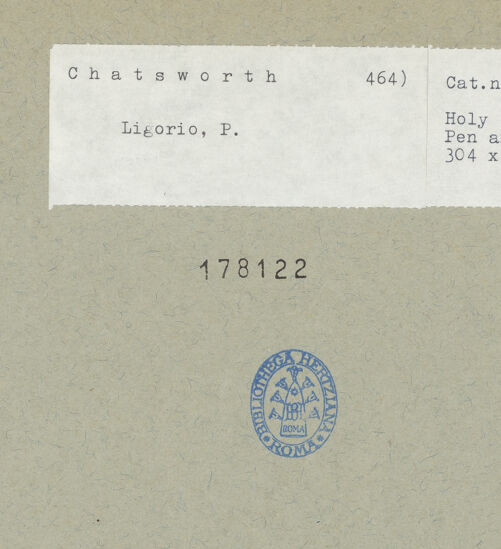 Chatsworth 464)
Ligorio, P.
Cat.n
Holy
Pen a
304 x
178122
BIBLIOTHECA HERTZIANA
ROMA
ROMA